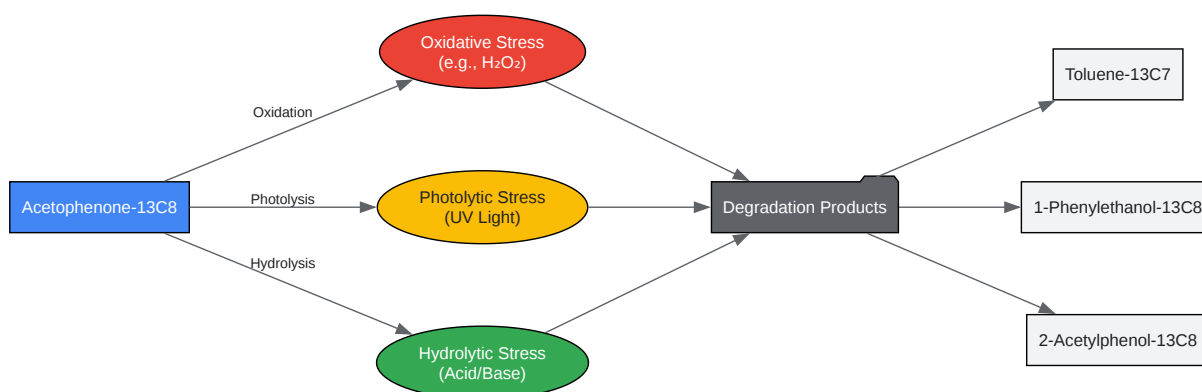 Oxidative Stress
(e.g., H₂O₂)
Toluene-13C7
Oxidation
Acetophenone-13C8
Photolysis
Photolytic Stress
(UV Light)
Degradation Products
1-Phenylethanol-13C8
Hydrolysis
Hydrolytic Stress
(Acid/Base)
2-Acetylphenol-13C8